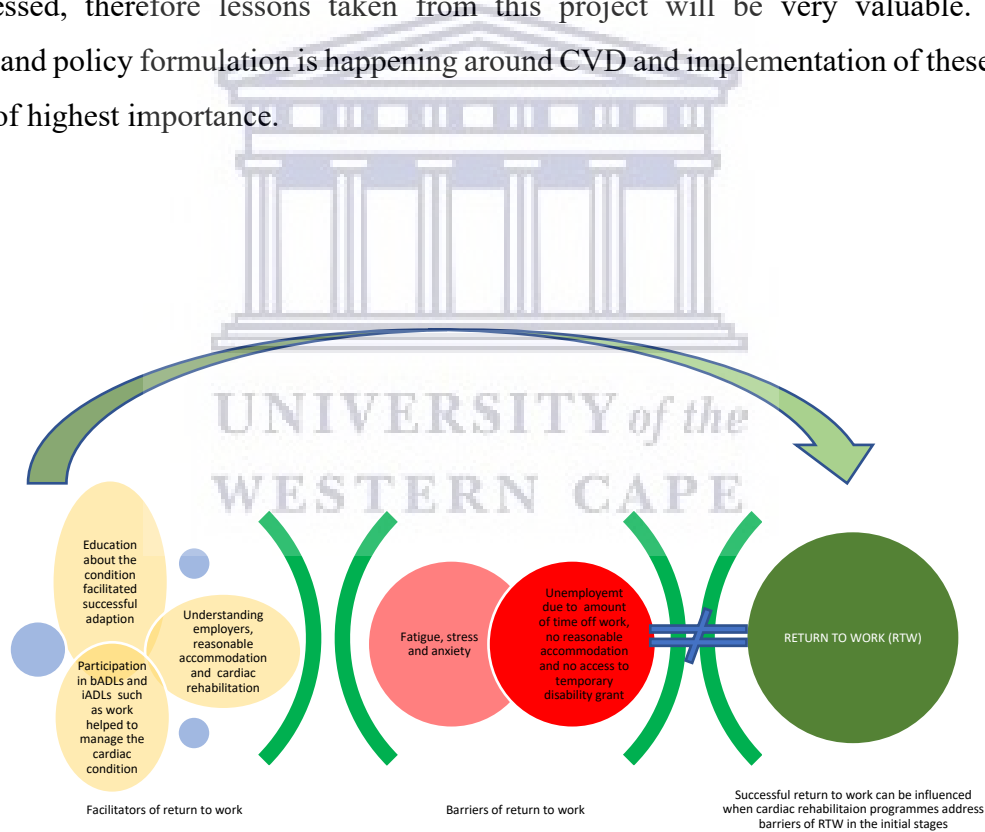 essed, therefore lessons taken from this project will be very valuable.
and policy formulation is happening around CVD and implementation of these
of highest importance.
UNIVERSITY of the
WESTERN CAPE
Education
about the
condition
facilitated
successful
adaption
Understanding
employers,
reasonable
accommodation
and cardiac
rehabilitation
Participation
in bADLs and
iADLs such
as work
helped to
manage the
cardiac
condition
Facilitators of return to work
Fatigue, stress
and anxiety
Unemployemt
due to amount
of time off work,
no reasonable
accommodation
and no access to
temporary
disability grant
Barriers of return to work
RETURN TO WORK (RTW)
Successful return to work can be influenced
when cardiac rehabilitaion programmes address
barriers of RTW in the initial stages